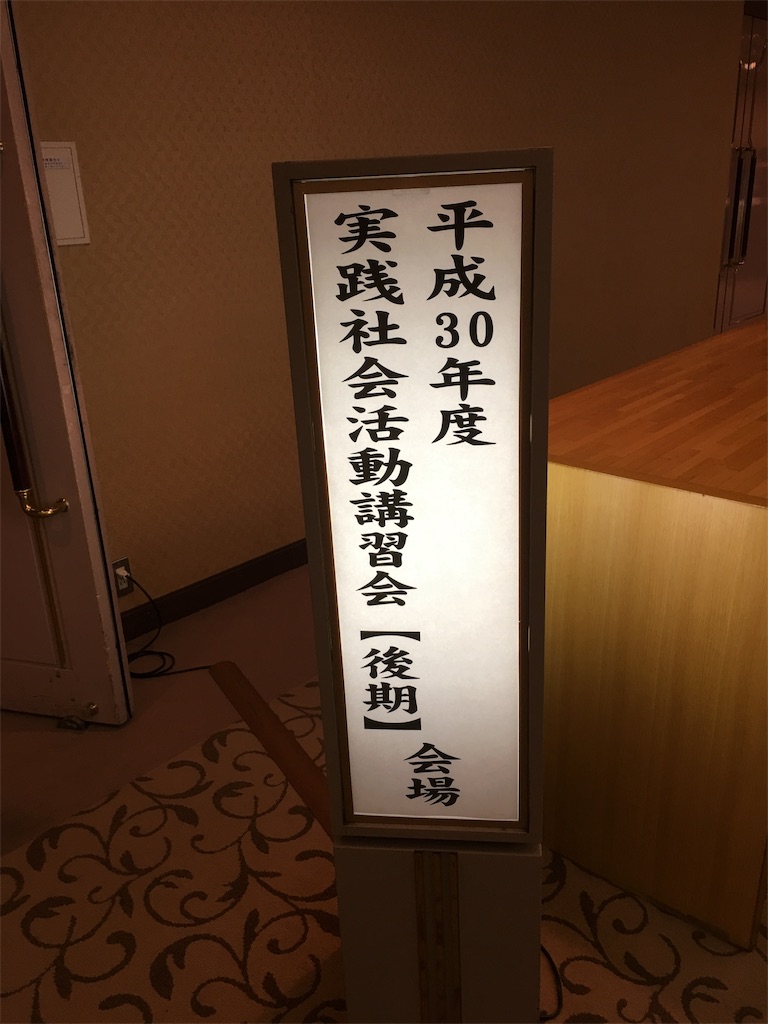 平成30年度
実践社会活動講習会【後期】
会場